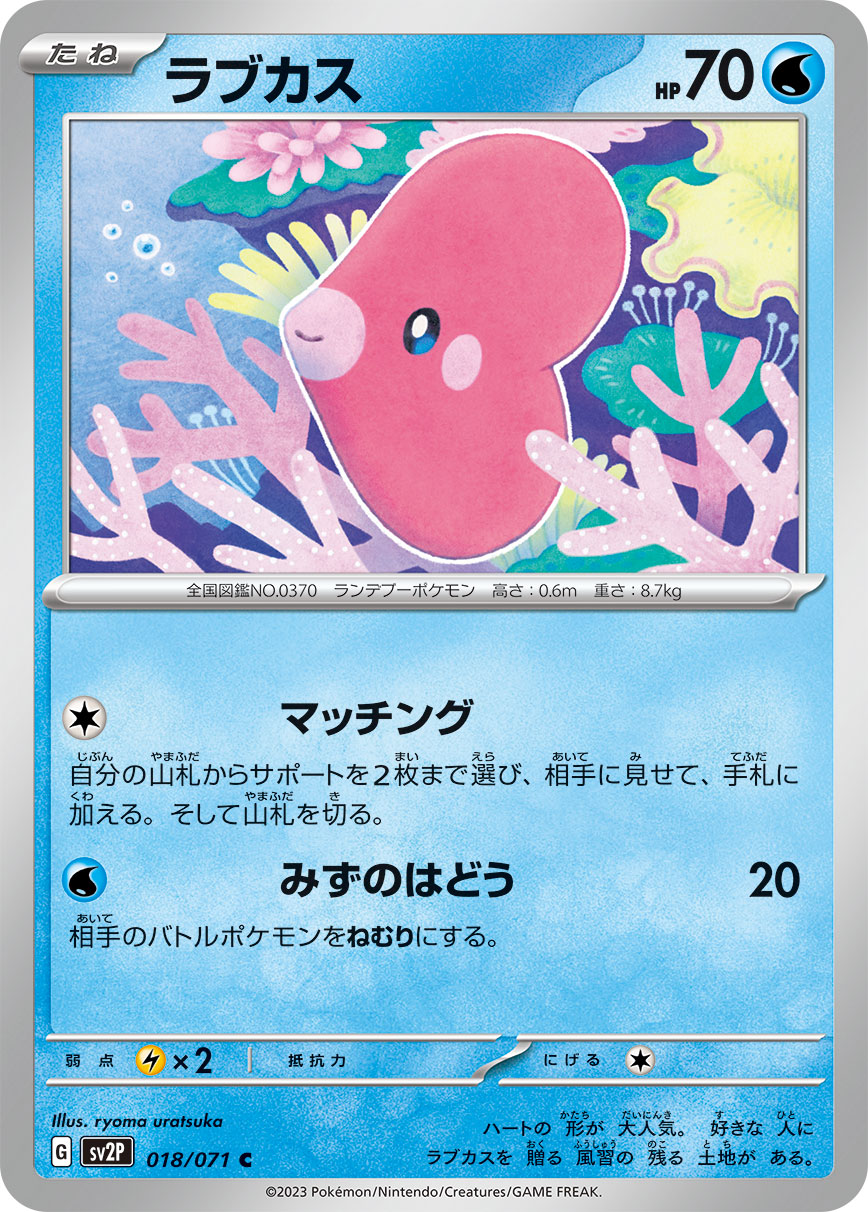 たね
ラブカス
HP70
全国図鑑NO.0370 ランデブーポケモン 高さ：0.6m 重さ：8.7kg
マッチング
自分の山札からサポートを2枚まで選び、相手に見せて、手札に
加える。そして山札を切る。
みずのはどう 20
相手のバトルポケモンをねむりにする。
弱点 ×2 抵抗力 にげる
Illus. ryoma uratsuka
G sv2P 018/071 C
ハートの 形が 大人気。 好きな 人に
ラブカスを 贈る 風習の 残る 土地が ある。
©2023 Pokémon/Nintendo/Creatures/GAME FREAK.